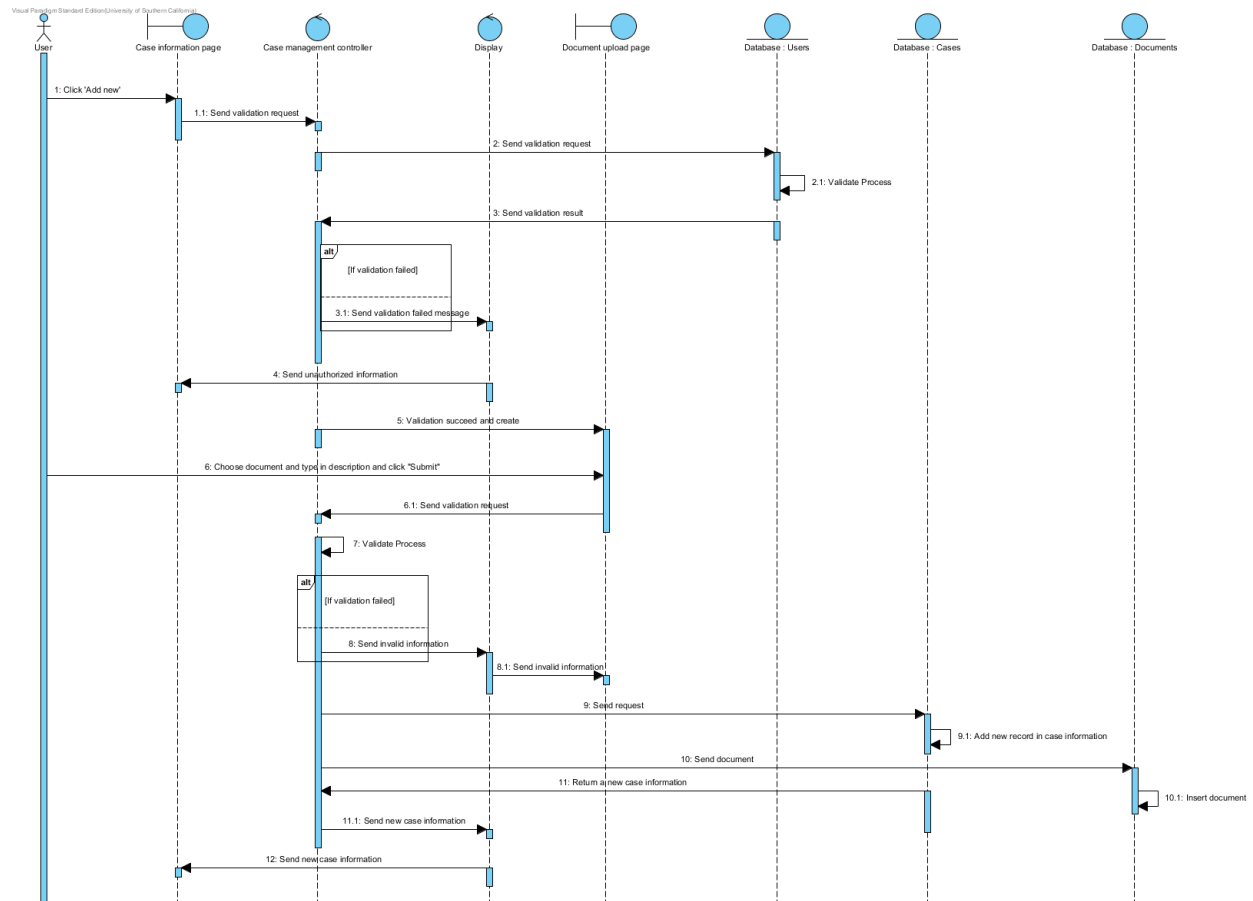 Visual Paradigm Standard Edition(University of Southern California)
User
Case information page
Case management controller
Display
Document upload page
Database : Users
Database : Cases
Database : Documents
1: Click 'Add new'
1.1: Send validation request
2: Send validation request
2.1: Validate Process
3: Send validation result
alt
[If validation failed]
3.1: Send validation failed message
4: Send unauthorized information
5: Validation succeed and create
6: Choose document and type in description and click "Submit"
6.1: Send validation request
7: Validate Process
alt
[If validation failed]
8: Send invalid information
8.1: Send invalid information
9: Send request
9.1: Add new record in case information
10: Send document
11: Return a new case information
10.1: Insert document
11.1: Send new case information
12: Send new case information